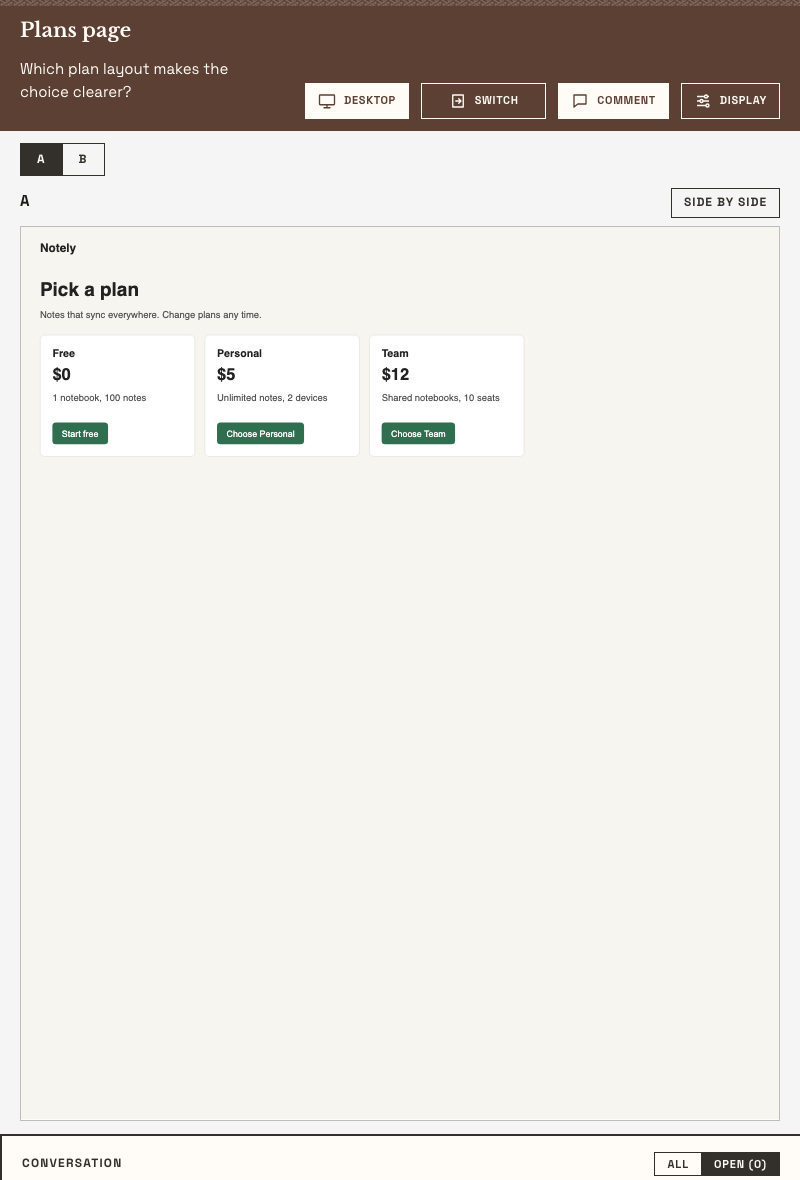 Plans page
Which plan layout makes the
choice clearer?
DESKTOP
SWITCH
COMMENT
DISPLAY
A
B
A
SIDE BY SIDE
Notely
Pick a plan
Notes that sync everywhere. Change plans any time.
Free
$0
1 notebook, 100 notes
Start free
Personal
$5
Unlimited notes, 2 devices
Choose Personal
Team
$12
Shared notebooks, 10 seats
Choose Team
CONVERSATION
ALL
OPEN (0)